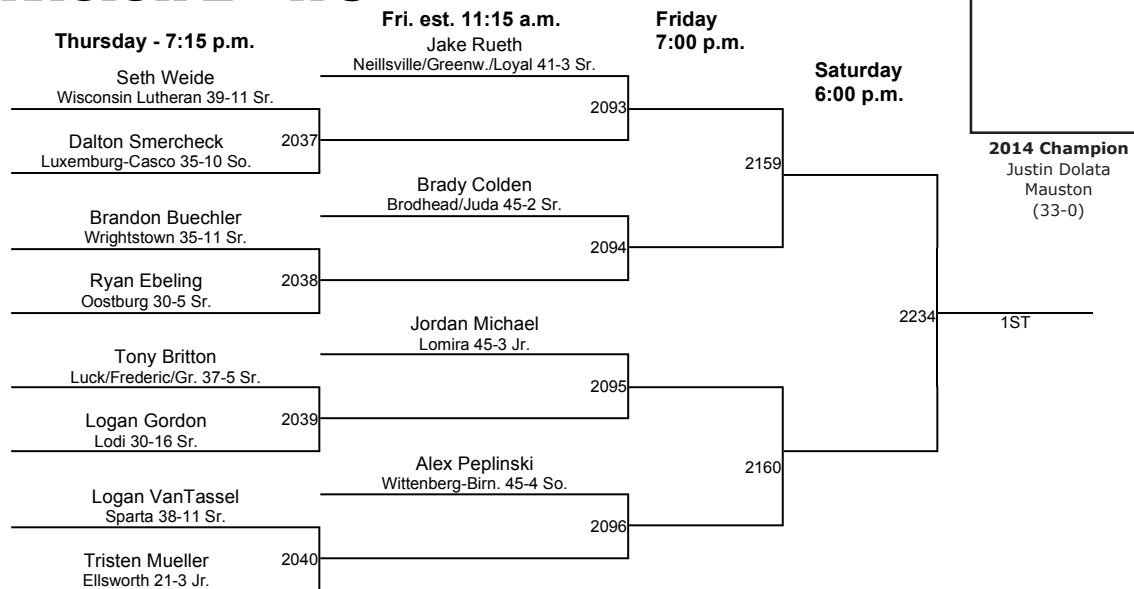 Thursday - 7:15 p.m.
Fri. est. 11:15 a.m.
Friday
7:00 p.m.
Saturday
6:00 p.m.
Seth Weide
Wisconsin Lutheran 39-11 Sr.
2037
Dalton Smercheck
Luxemburg-Casco 35-10 So.
Brandon Buechler
Wrightstown 35-11 Sr.
2038
Ryan Ebeling
Oostburg 30-5 Sr.
Tony Britton
Luck/Frederic/Gr. 37-5 Sr.
2039
Logan Gordon
Lodi 30-16 Sr.
Logan VanTassel
Sparta 38-11 Sr.
2040
Tristen Mueller
Ellsworth 21-3 Jr.
Jake Rueth
Neillsville/Greenw./Loyal 41-3 Sr.
2093
Brady Colden
Brodhead/Juda 45-2 Sr.
2094
Jordan Michael
Lomira 45-3 Jr.
2095
Alex Peplinski
Wittenberg-Birn. 45-4 So.
2096
2159
2160
2234
1ST
2014 Champion
Justin Dolata
Mauston
(33-0)